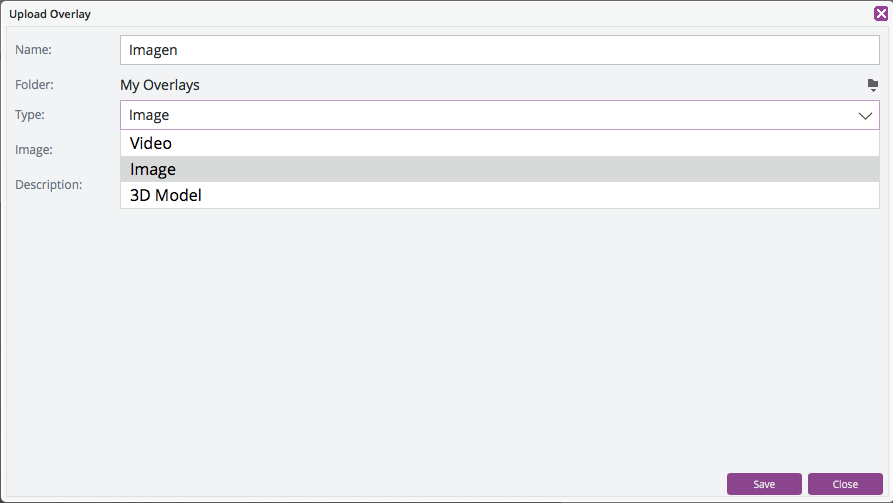 Upload Overlay
Name: Imagen
Folder: My Overlays
Type: Image
Image: Video
Image
Description: 3D Model
Save Close